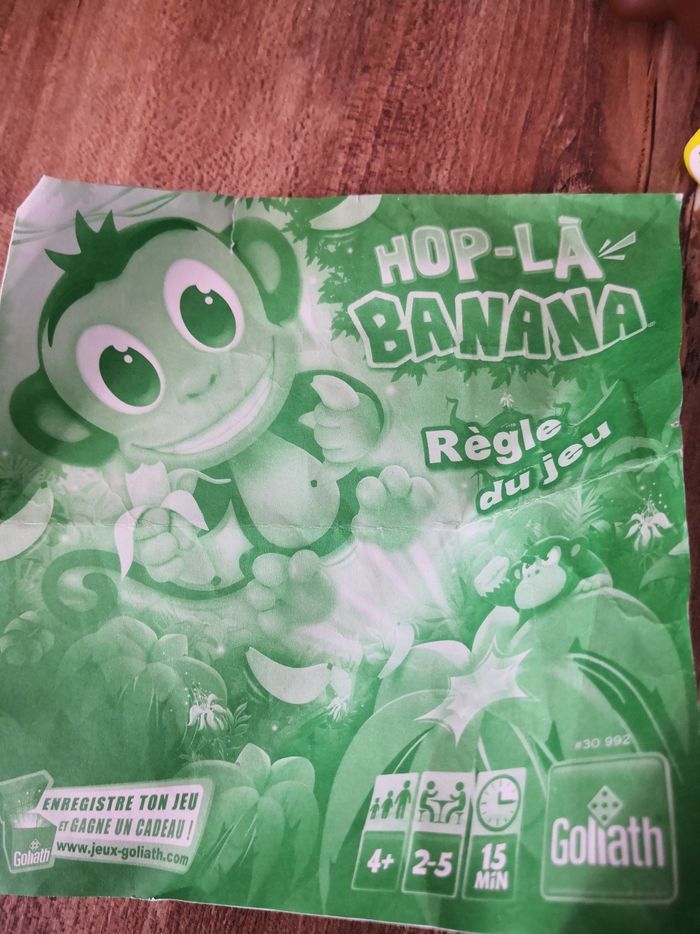 HOP-LÀ
BANANA
Règle
du jeu
#30 992
ENREGISTRE TON JEU
ET GAGNE UN CADEAU !
www.jeux-goliath.com
Goliath
4+
2-5
15
MIN
Goliath